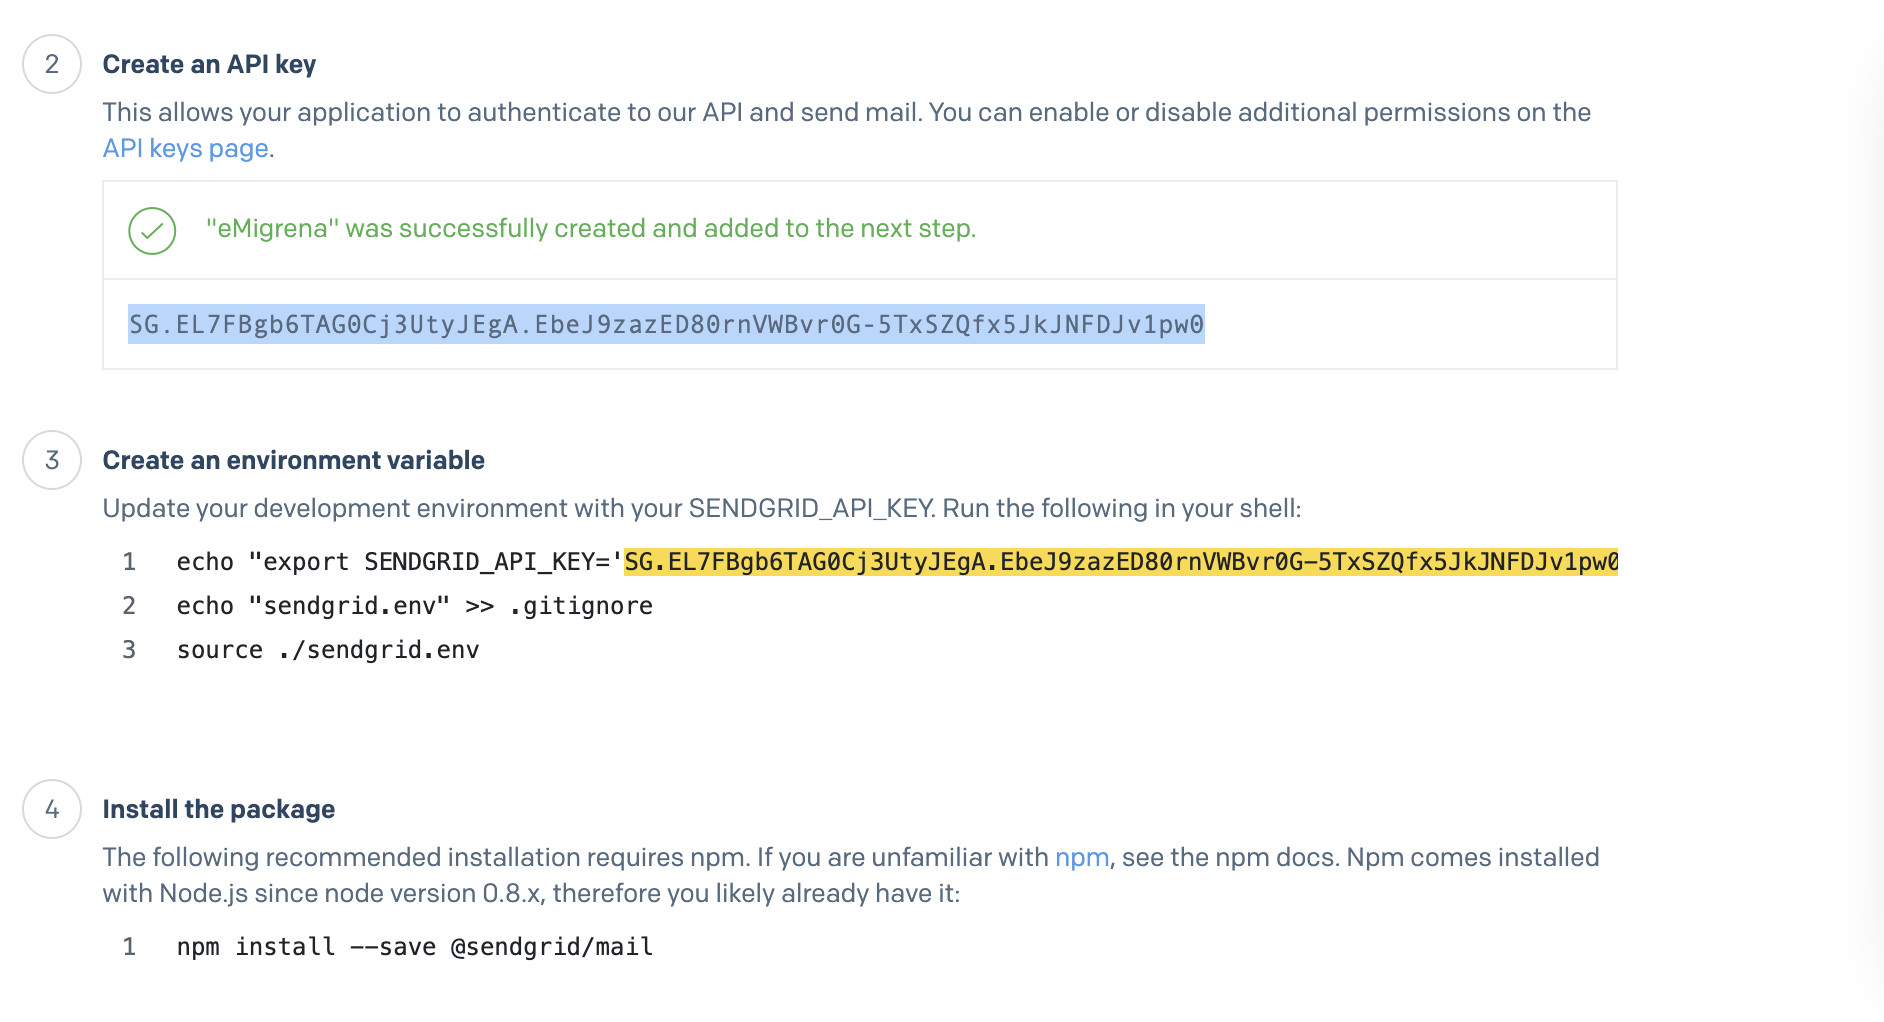 2
Create an API key
This allows your application to authenticate to our API and send mail. You can enable or disable additional permissions on the
API keys page.
"eMigrena" was successfully created and added to the next step.
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
3
Create an environment variable
Update your development environment with your SENDGRID_API_KEY. Run the following in your shell:
1 echo "export SENDGRID_API_KEY='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
2 echo "sendgrid.env" >> .gitignore
3 source ./sendgrid.env
4
Install the package
The following recommended installation requires npm. If you are unfamiliar with npm, see the npm docs. Npm comes installed
with Node.js since node version 0.8.x, therefore you likely already have it:
1 npm install --save @sendgrid/mail